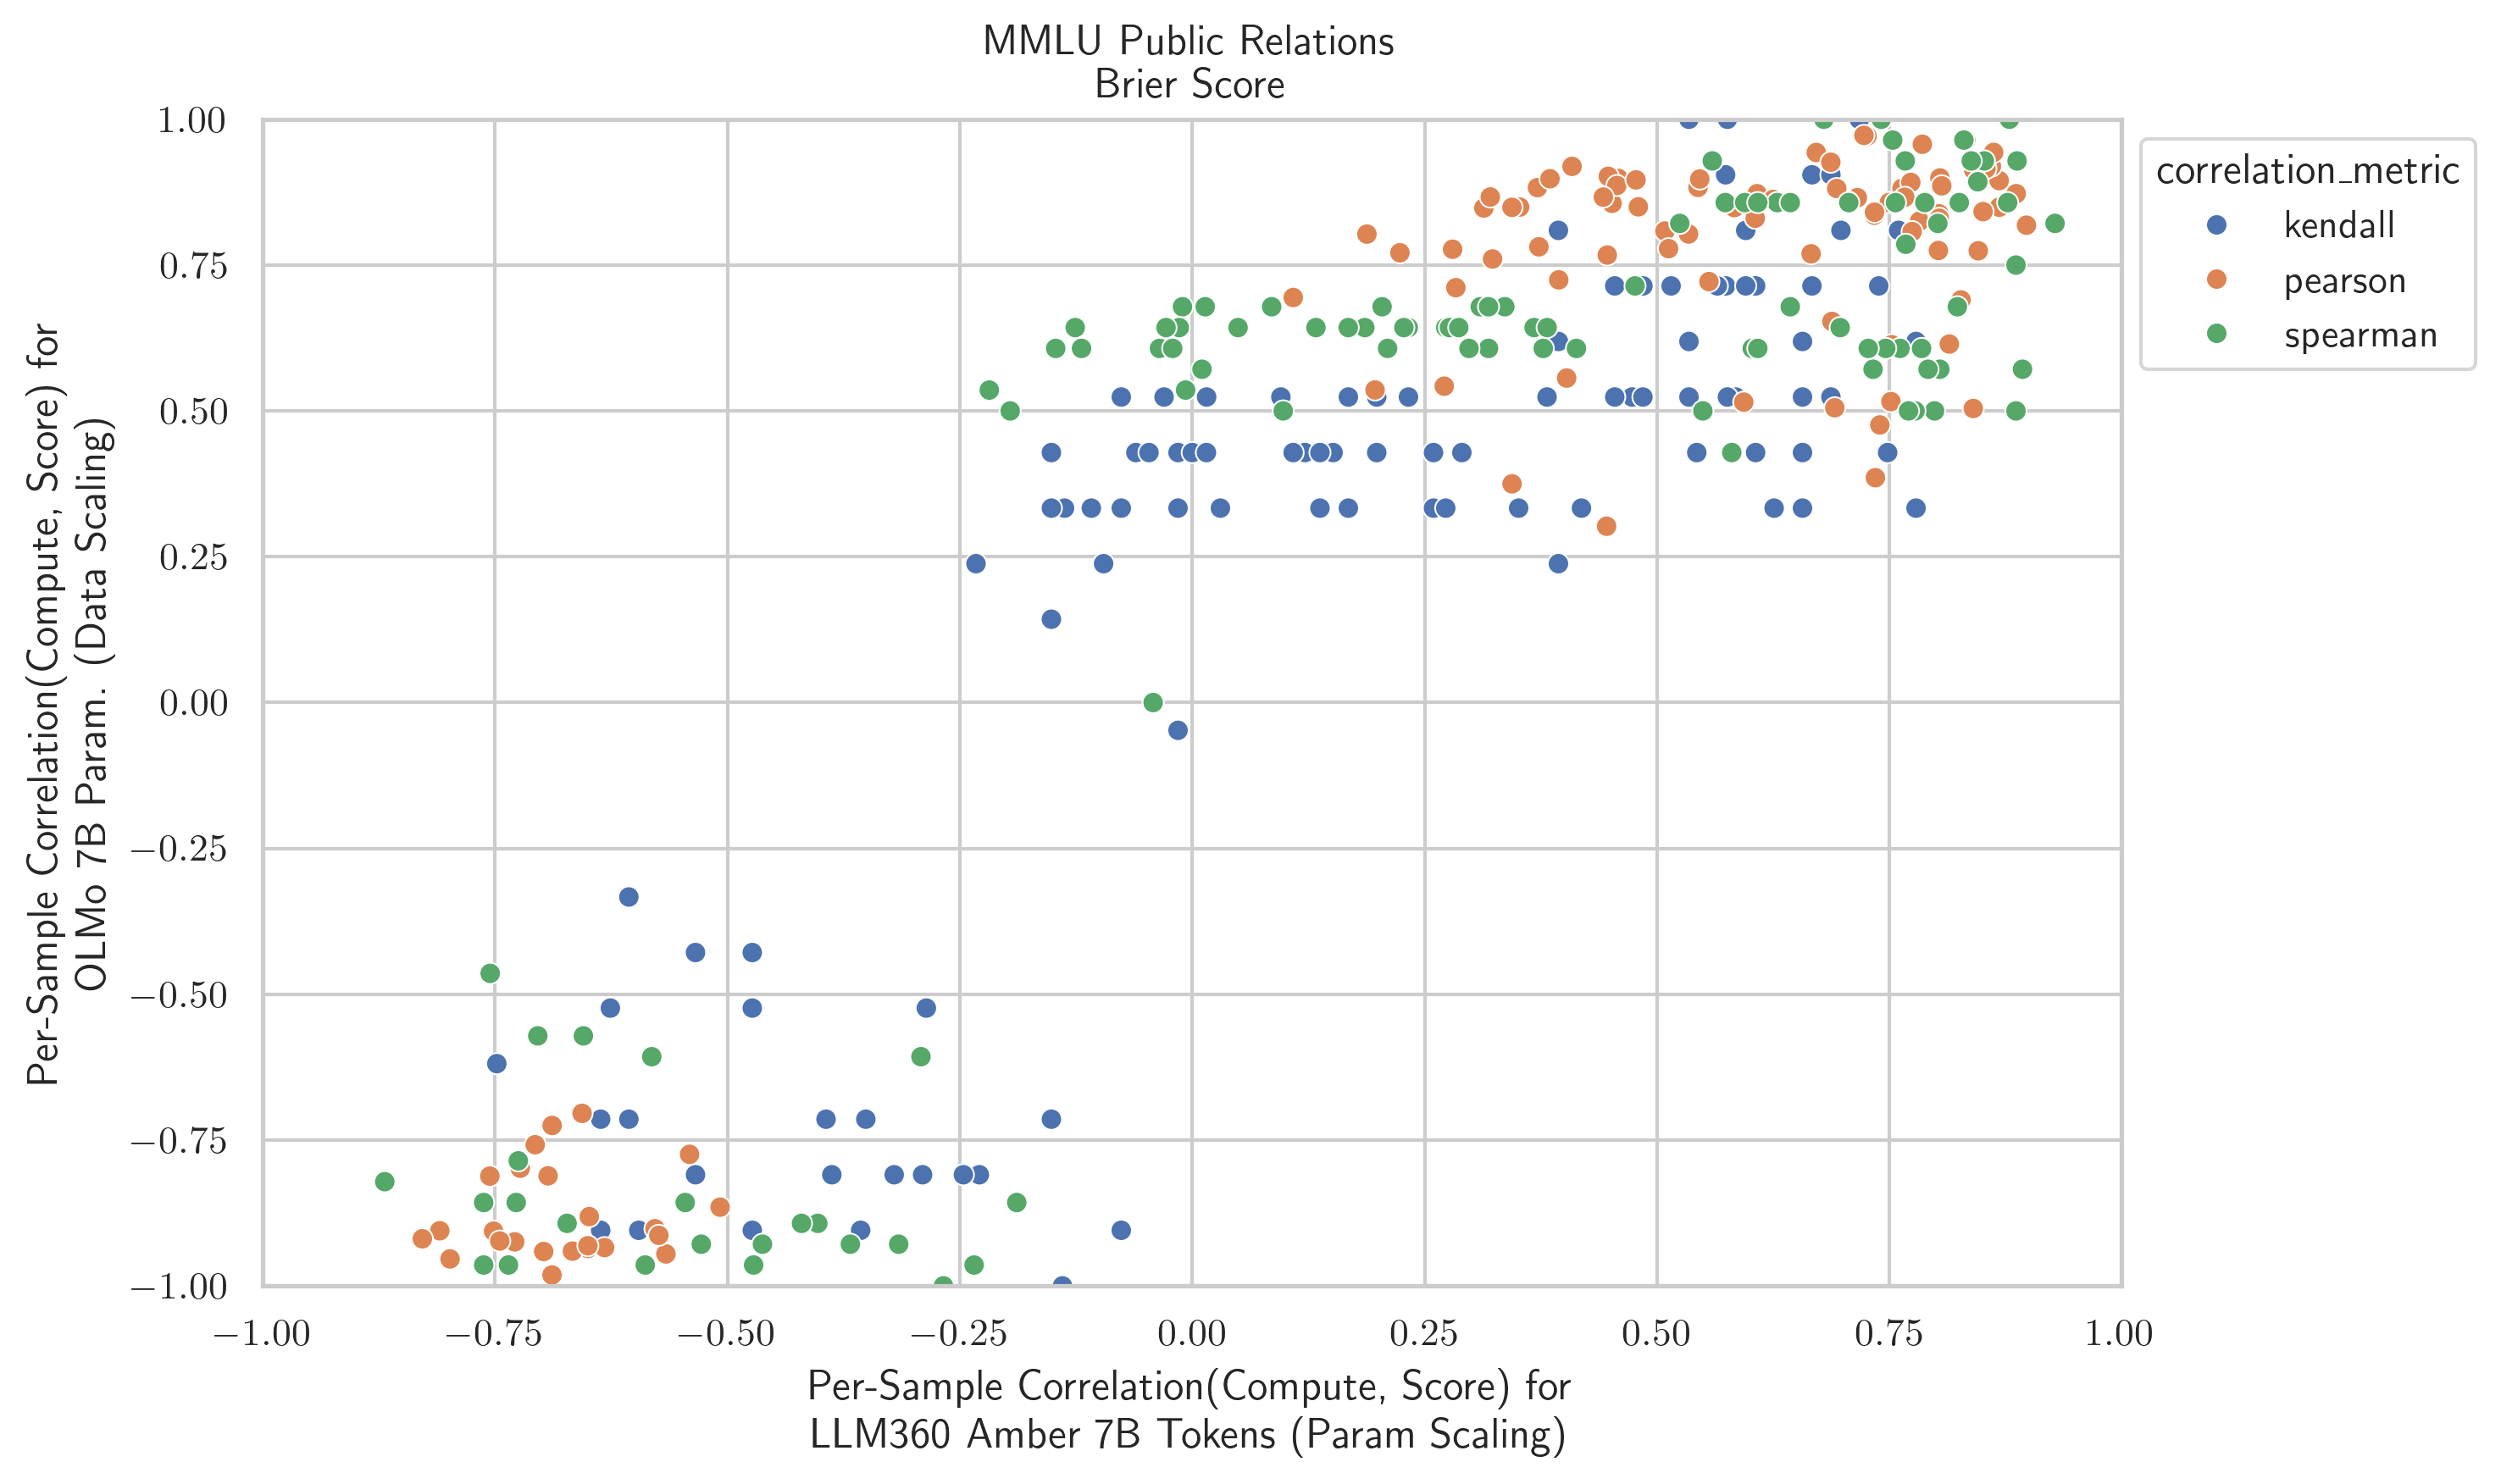 MMLU Public Relations
Brier Score
Per-Sample Correlation(Compute, Score) for
OLMo 7B Param. (Data Scaling)
1.00
0.75
0.50
0.25
0.00
−0.25
−0.50
−0.75
−1.00
−1.00 −0.75 −0.50 −0.25 0.00 0.25 0.50 0.75 1.00
Per-Sample Correlation(Compute, Score) for
LLM360 Amber 7B Tokens (Param Scaling)
correlation_metric
kendall
pearson
spearman